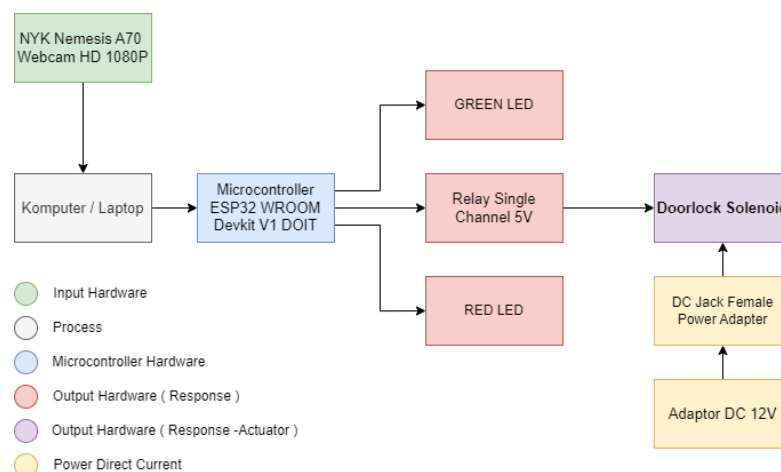 NYK Nemesis A70
Webcam HD 1080P
GREEN LED
Komputer / Laptop
Microcontroller
ESP32 WROOM
Devkit V1 DOIT
Relay Single
Channel 5V
Doorlock Solenoid
RED LED
DC Jack Female
Power Adapter
Adaptor DC 12V
Input Hardware
Process
Microcontroller Hardware
Output Hardware ( Response )
Output Hardware ( Response -Actuator )
Power Direct Current